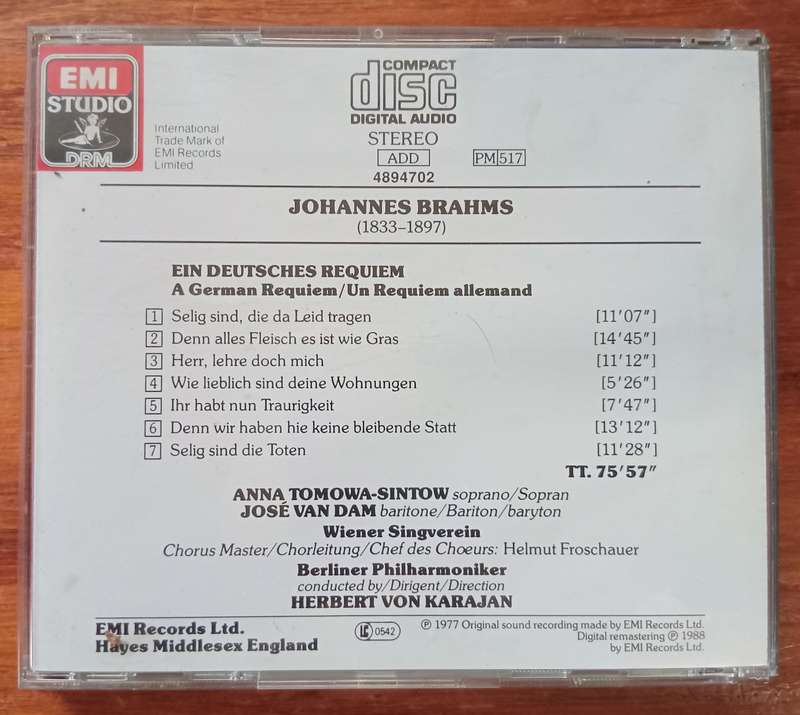 EMI
STUDIO
DRM
International
Trade Mark of
EMI Records
Limited
COMPACT
disc
DIGITAL AUDIO
STEREO
ADD PM 517
4894702
JOHANNES BRAHMS
(1833–1897)
EIN DEUTSCHES REQUIEM
A German Requiem/Un Requiem allemand
1 Selig sind, die da Leid tragen [11′07″]
2 Denn alles Fleisch es ist wie Gras [14′45″]
3 Herr, lehre doch mich [11′12″]
4 Wie lieblich sind deine Wohnungen [5′26″]
5 Ihr habt nun Traurigkeit [7′47″]
6 Denn wir haben hie keine bleibende Statt [13′12″]
7 Selig sind die Toten [11′28″]
TT. 75′57″
ANNA TOMOWA-SINTOW soprano/Sopran
JOSÉ VAN DAM baritone/Bariton/baryton
Wiener Singverein
Chorus Master/Chorleitung/Chef des Chœurs: Helmut Froschauer
Berliner Philharmoniker
conducted by/Dirigent/Direction
HERBERT VON KARAJAN
EMI Records Ltd.
Hayes Middlesex England
LC 0542
℗ 1977 Original sound recording made by EMI Records Ltd.
Digital remastering ℗ 1988
by EMI Records Ltd.